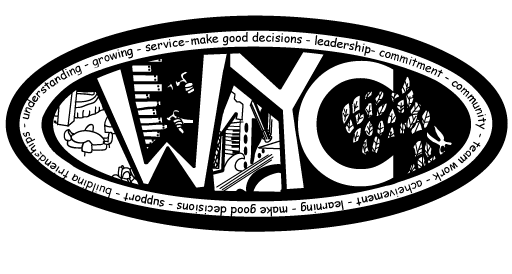 understanding - growing - service-make good decisions - leadership- commitment - community - team work - acheivement - learning - make good decisions - support - building friendships -
WYC